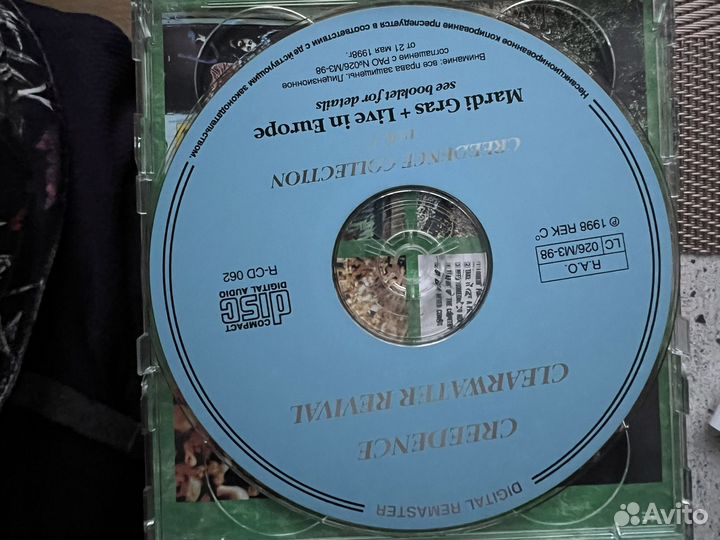 DIGITAL REMASTER
CREEDENCE
CLEARWATER REVIVAL
R.A.O.
LC 026/МЗ-98
℗ 1998 REK C°
COMPACT
disc
DIGITAL AUDIO
R-CD 062
CREEDENCE COLLECTION
Mardi Gras + Live in Europe
see booklet for details
Внимание: все права защищены. Лицензионное
соглашение с РАО №026/МЗ-98
от 21 мая 1998г.
Несанкционированное копирование преследуется в соответствии с действующим законодательством.
Avito